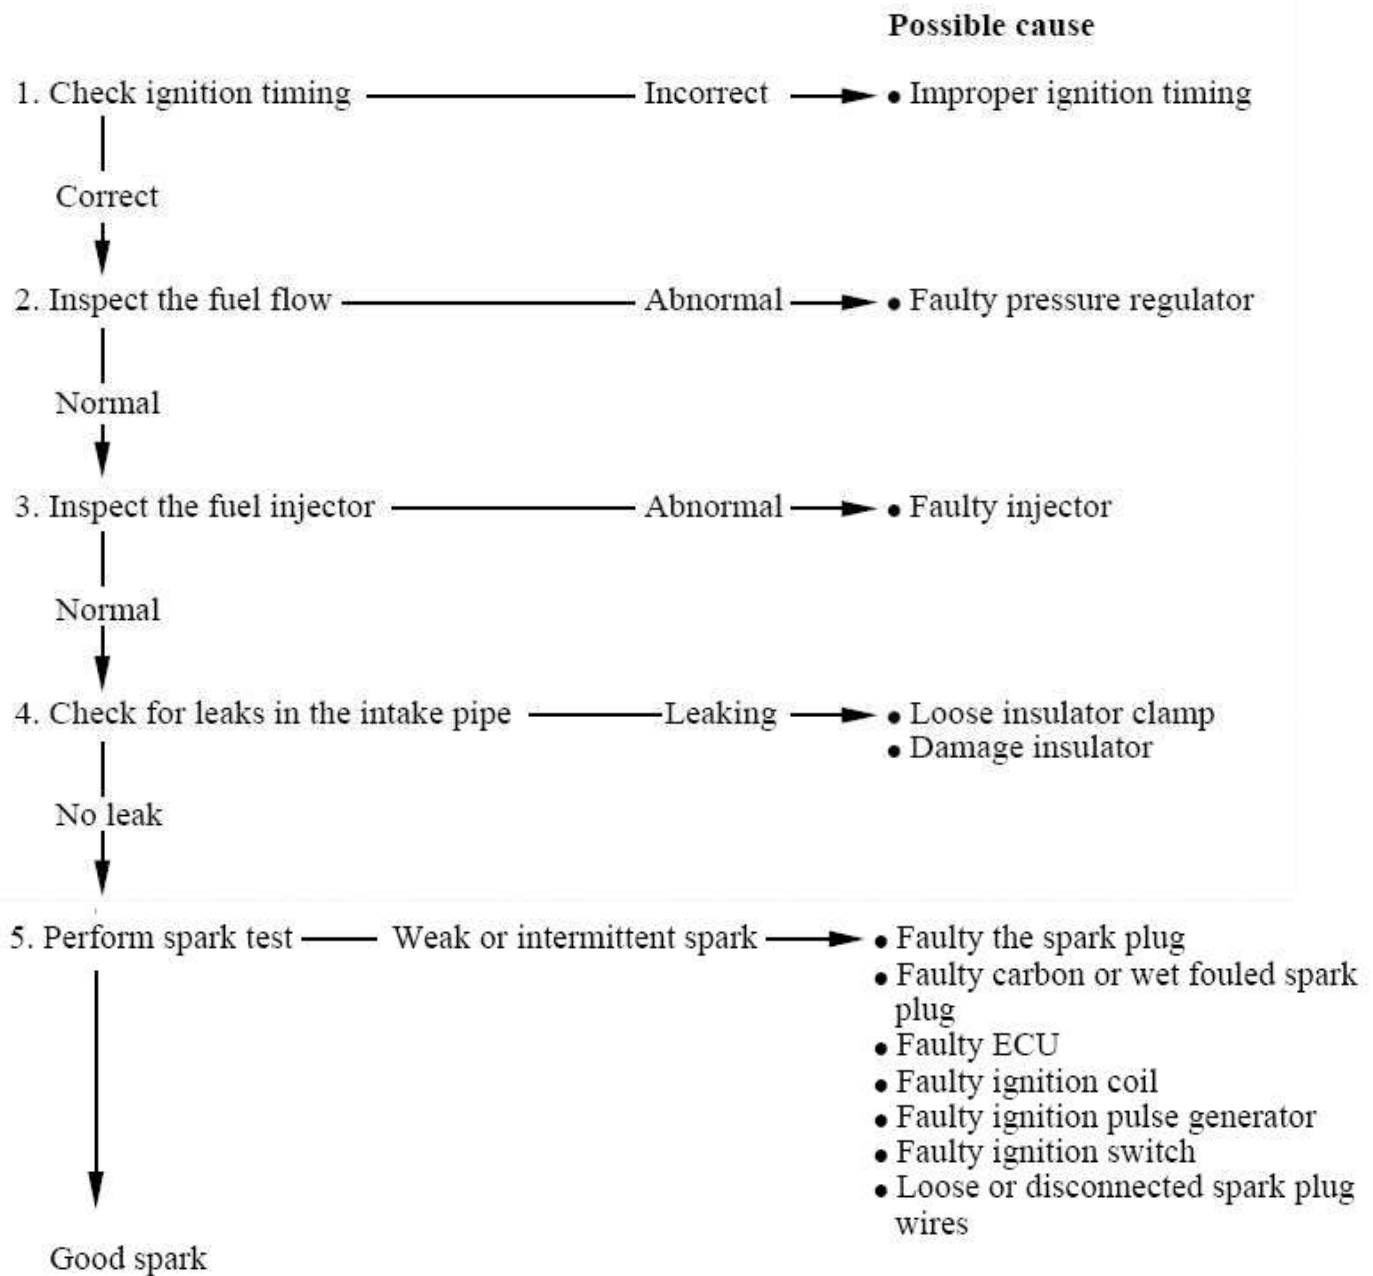 Possible cause
1. Check ignition timing Incorrect • Improper ignition timing
Correct
2. Inspect the fuel flow Abnormal • Faulty pressure regulator
Normal
3. Inspect the fuel injector Abnormal • Faulty injector
Normal
4. Check for leaks in the intake pipe Leaking • Loose insulator clamp
• Damage insulator
No leak
5. Perform spark test Weak or intermittent spark • Faulty the spark plug
• Faulty carbon or wet fouled spark
plug
• Faulty ECU
• Faulty ignition coil
• Faulty ignition pulse generator
• Faulty ignition switch
• Loose or disconnected spark plug
wires
Good spark